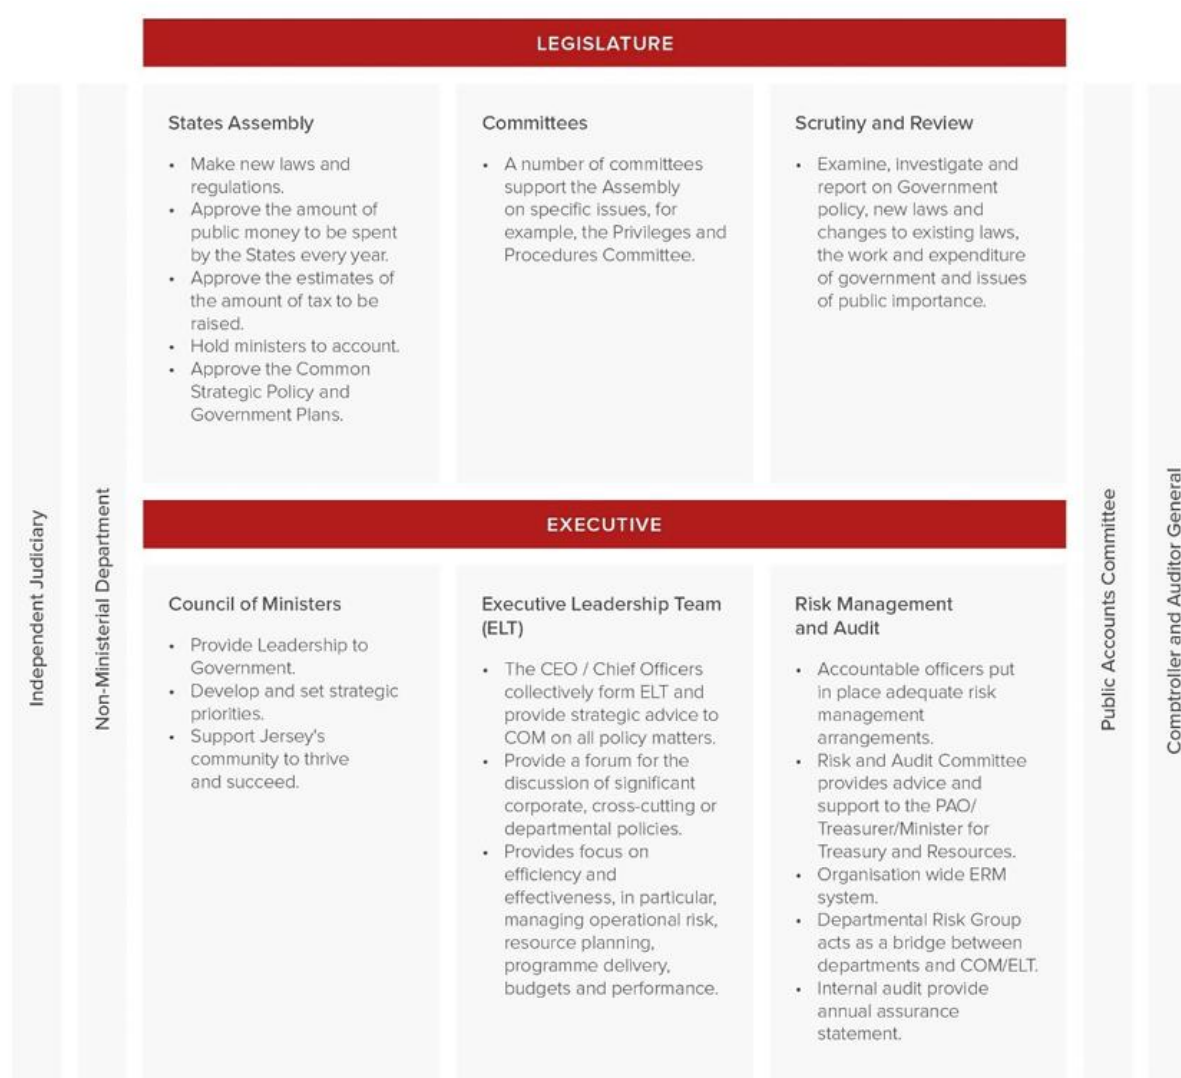 LEGISLATURE
States Assembly
• Make new laws and
regulations.
• Approve the amount of
public money to be spent
by the States every year.
• Approve the estimates of
the amount of tax to be
raised.
• Hold ministers to account.
• Approve the Common
Strategic Policy and
Government Plans.
Committees
• A number of committees
support the Assembly
on specific issues, for
example, the Privileges and
Procedures Committee.
Scrutiny and Review
• Examine, investigate and
report on Government
policy, new laws and
changes to existing laws,
the work and expenditure
of government and issues
of public importance.
EXECUTIVE
Council of Ministers
• Provide Leadership to
Government.
• Develop and set strategic
priorities.
• Support Jersey's
community to thrive
and succeed.
Executive Leadership Team
(ELT)
• The CEO / Chief Officers
collectively form ELT and
provide strategic advice to
COM on all policy matters.
• Provide a forum for the
discussion of significant
corporate, cross-cutting or
departmental policies.
• Provides focus on
efficiency and
effectiveness, in particular,
managing operational risk,
resource planning,
programme delivery,
budgets and performance.
Risk Management
and Audit
• Accountable officers put
in place adequate risk
management
arrangements.
• Risk and Audit Committee
provides advice and
support to the PAO/
Treasurer/Minister for
Treasury and Resources.
• Organisation wide ERM
system.
• Departmental Risk Group
acts as a bridge between
departments and COM/ELT.
• Internal audit provide
annual assurance
statement.
Independent Judiciary
Non-Ministerial Department
Public Accounts Committee
Comptroller and Auditor General